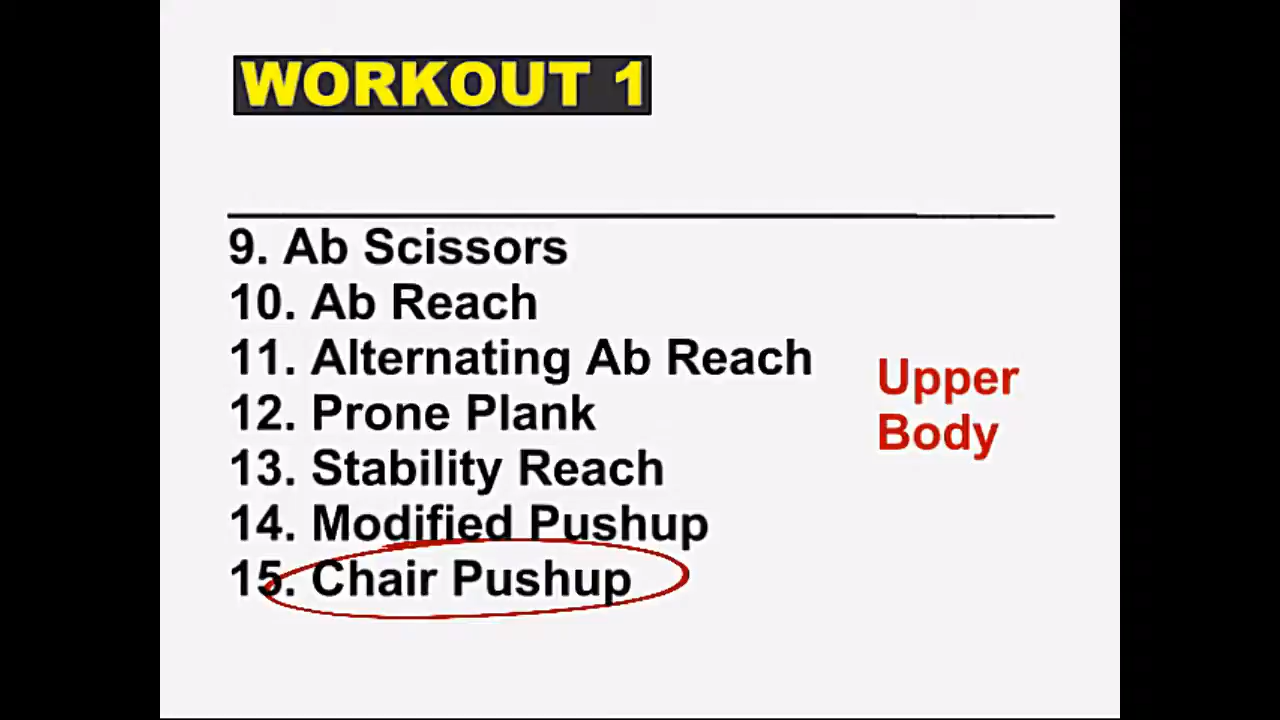 WORKOUT 1
9. Ab Scissors
10. Ab Reach
11. Alternating Ab Reach
12. Prone Plank
13. Stability Reach
14. Modified Pushup
15. Chair Pushup
Upper
Body